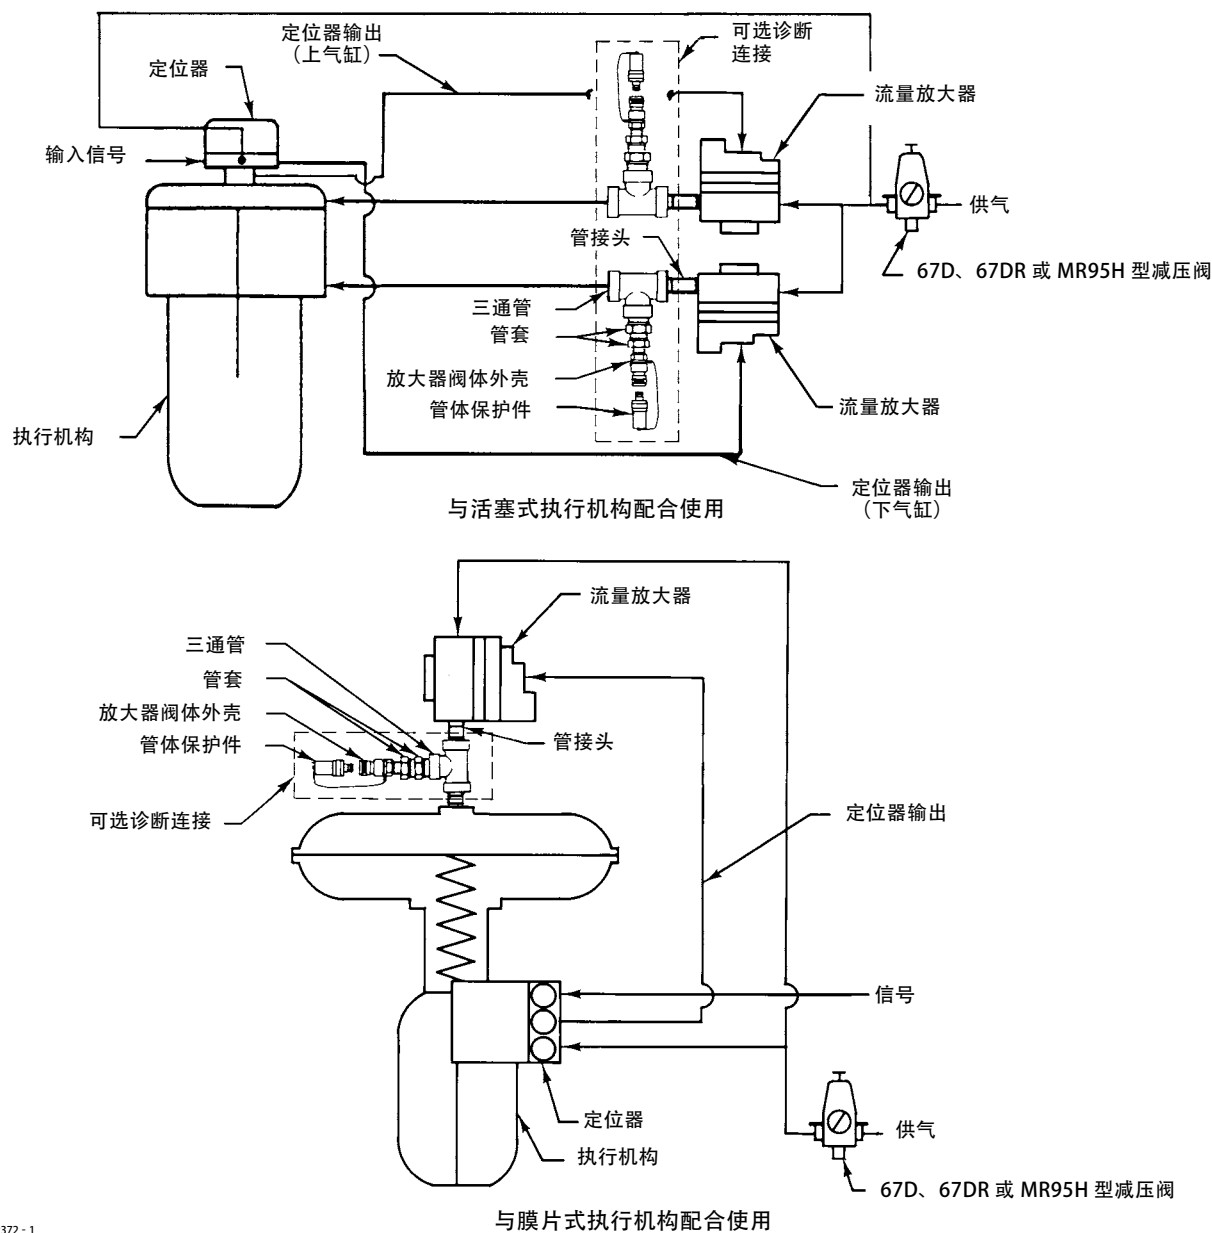 定位器输出
（上气缸）
可选诊断
连接
定位器
流量放大器
输入信号
供气
管接头
67D、67DR 或 MR95H 型减压阀
三通管
管套
放大器阀体外壳
管体保护件
流量放大器
执行机构
定位器输出
（下气缸）
与活塞式执行机构配合使用
流量放大器
三通管
管套
放大器阀体外壳
管体保护件
管接头
可选诊断连接
定位器输出
信号
定位器
供气
执行机构
67D、67DR 或 MR95H 型减压阀
与膜片式执行机构配合使用
372 - 1